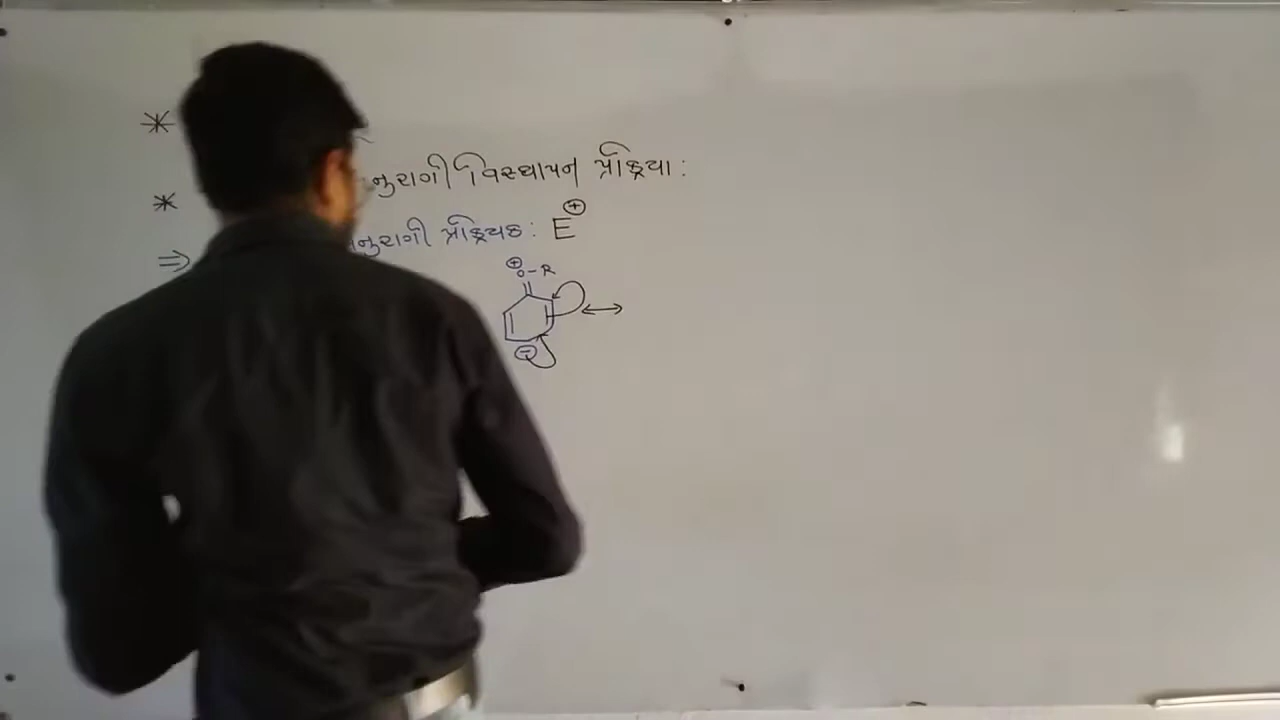 *
નુરાગી વિસ્થાપન પ્રક્રિયા :
*
નુરાગી પ્રક્રિયક : E⊕
⇒
⊕
O-R
↔
⊖